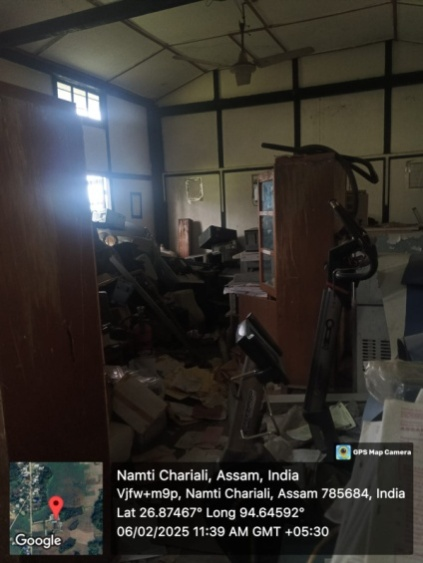 GPS Map Camera
Namti Chariali, Assam, India
Vjfw+m9p, Namti Chariali, Assam 785684, India
Lat 26.87467° Long 94.64592°
06/02/2025 11:39 AM GMT +05:30
Google